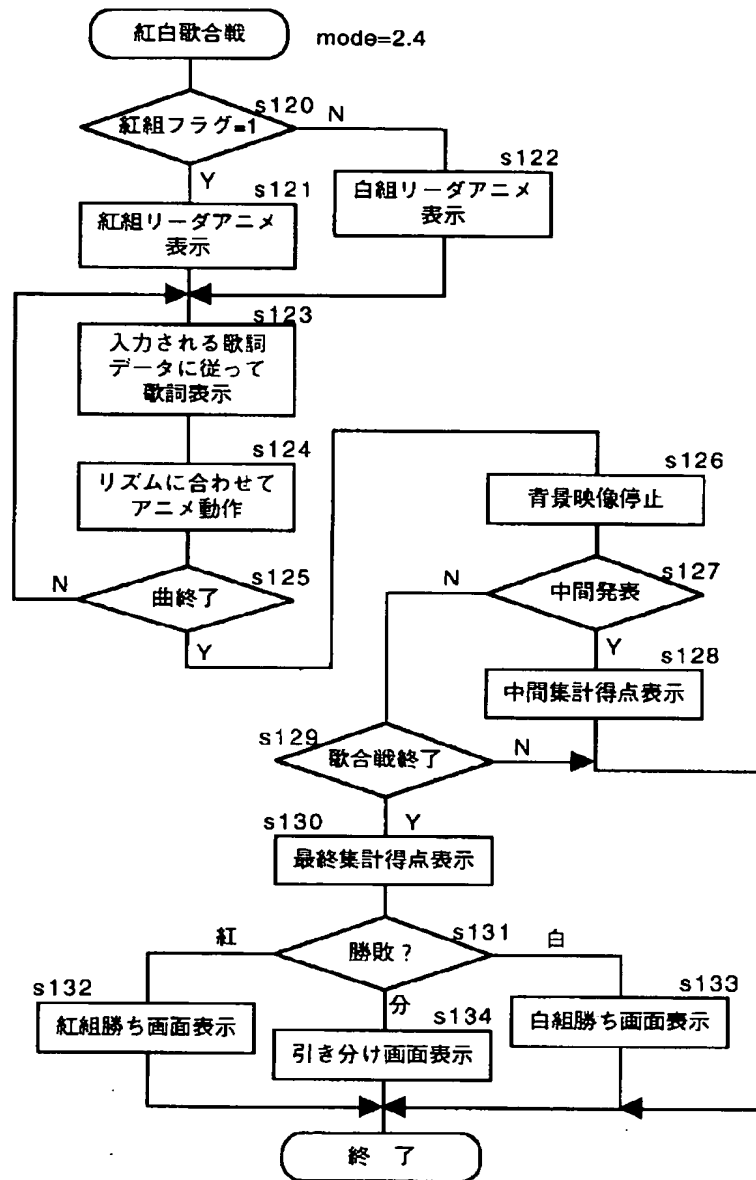 紅白歌合戦
mode=2.4
s120
紅組フラグ=1
N
Y
s121
紅組リーダアニメ
表示
s122
白組リーダアニメ
表示
s123
入力される歌詞
データに従って
歌詞表示
s124
リズムに合わせて
アニメ動作
s125
曲終了
N
Y
s126
背景映像停止
s127
中間発表
N
Y
s128
中間集計得点表示
s129
歌合戦終了
N
Y
s130
最終集計得点表示
s131
勝敗?
紅
白
分
s132
紅組勝ち画面表示
s133
白組勝ち画面表示
s134
引き分け画面表示
終 了